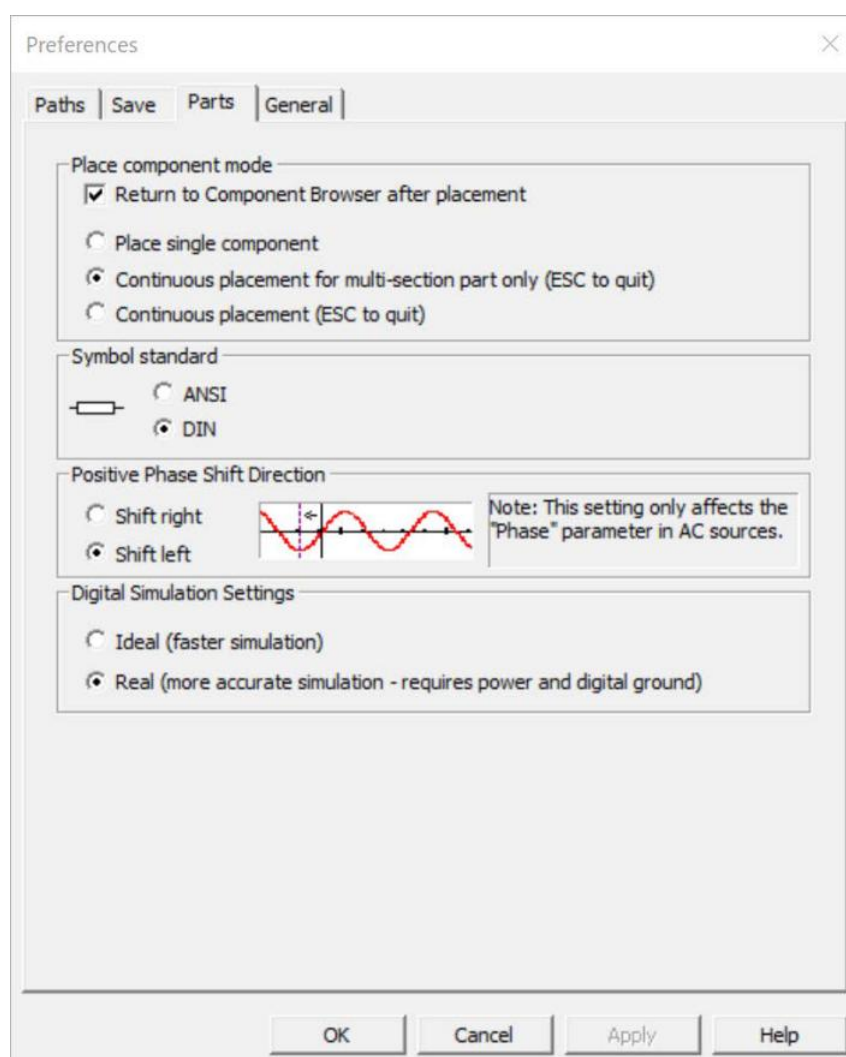 Preferences
Paths Save Parts General
Place component mode
Return to Component Browser after placement
Place single component
Continuous placement for multi-section part only (ESC to quit)
Continuous placement (ESC to quit)
Symbol standard
ANSI
DIN
Positive Phase Shift Direction
Shift right
Shift left
Note: This setting only affects the
"Phase" parameter in AC sources.
Digital Simulation Settings
Ideal (faster simulation)
Real (more accurate simulation - requires power and digital ground)
OK Cancel Apply Help